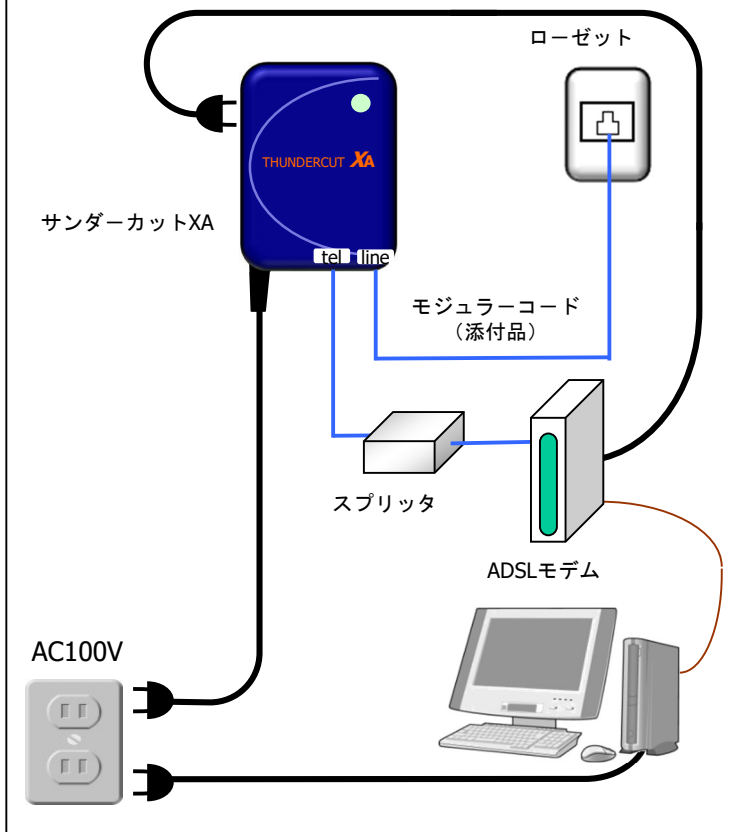 ローゼット
THUNDERCUT XA
サンダーカットXA
tel line
モジュラーコード
（添付品）
スプリッタ
ADSLモデム
AC100V